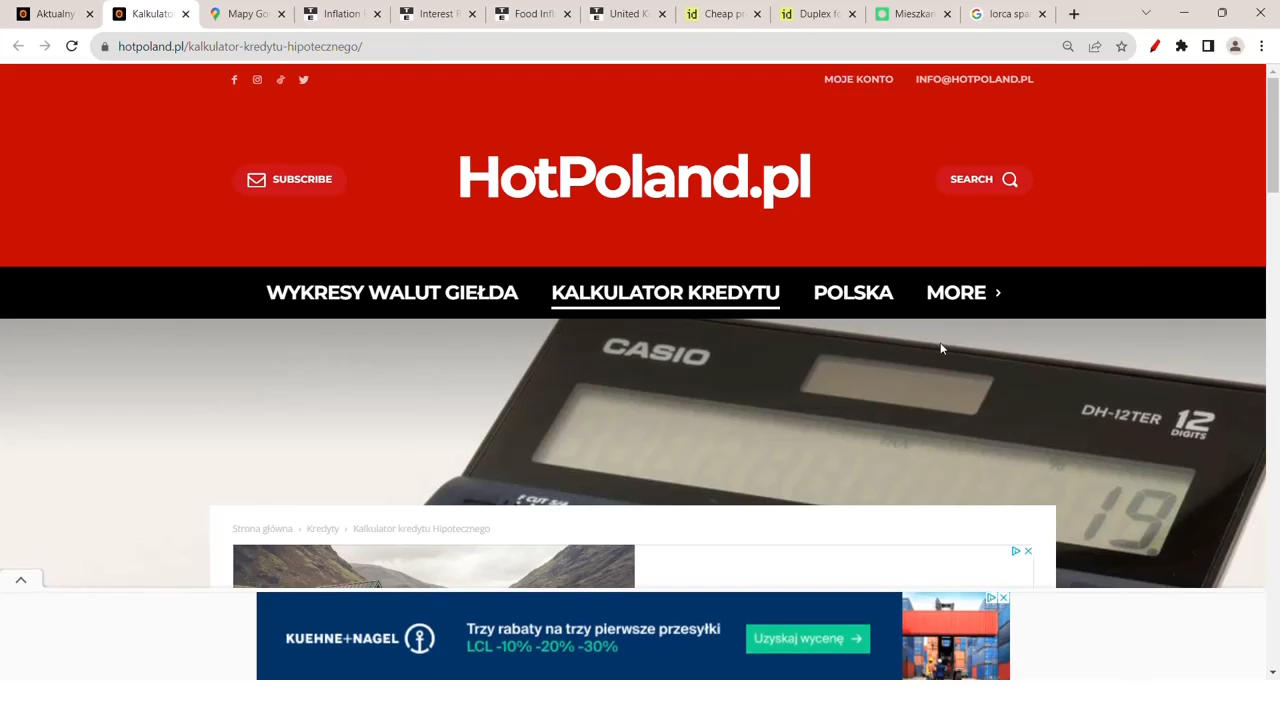 Aktualny
Kalkulator
Mapy Go
Inflation
Interest R
Food Infl
United K
Cheap pr
Duplex fo
Mieszkan
lorca spa
hotpoland.pl/kalkulator-kredytu-hipotecznego/
MOJE KONTO
INFO@HOTPOLAND.PL
SUBSCRIBE
HotPoland.pl
SEARCH
WYKRESY WALUT GIEŁDA
KALKULATOR KREDYTU
POLSKA
MORE
CASIO
DH-12TER
12
DIGITS
19
Strona główna › Kredyty › Kalkulator kredytu Hipotecznego
KUEHNE+NAGEL
Trzy rabaty na trzy pierwsze przesyłki
LCL -10% -20% -30%
Uzyskaj wycenę →